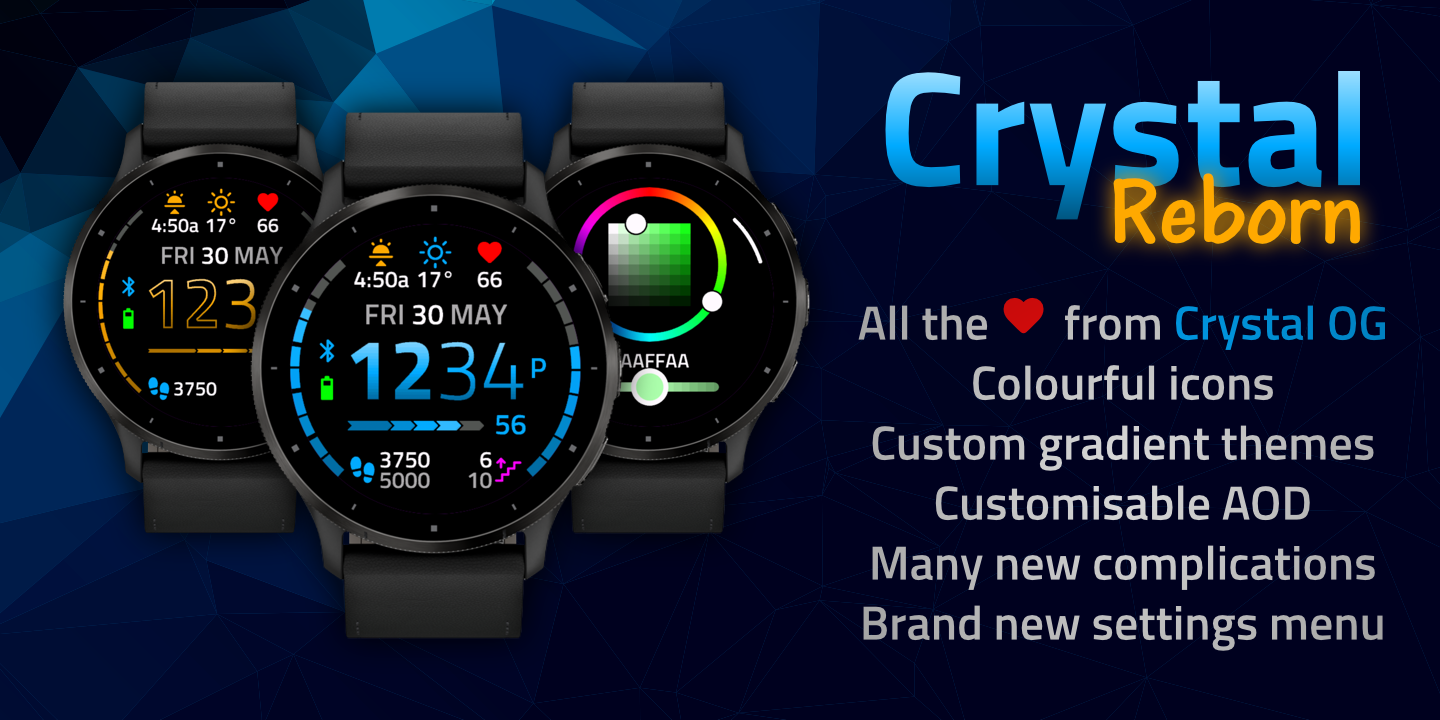 Crystal
Reborn
All the ❤ from Crystal OG
Colourful icons
Custom gradient themes
Customisable AOD
Many new complications
Brand new settings menu
4:50a 17° 66
FRI 30 MAY
123
3750
4:50a 17° 66
FRI 30 MAY
1234 P
56
3750 6
5000 10
AAFFAA